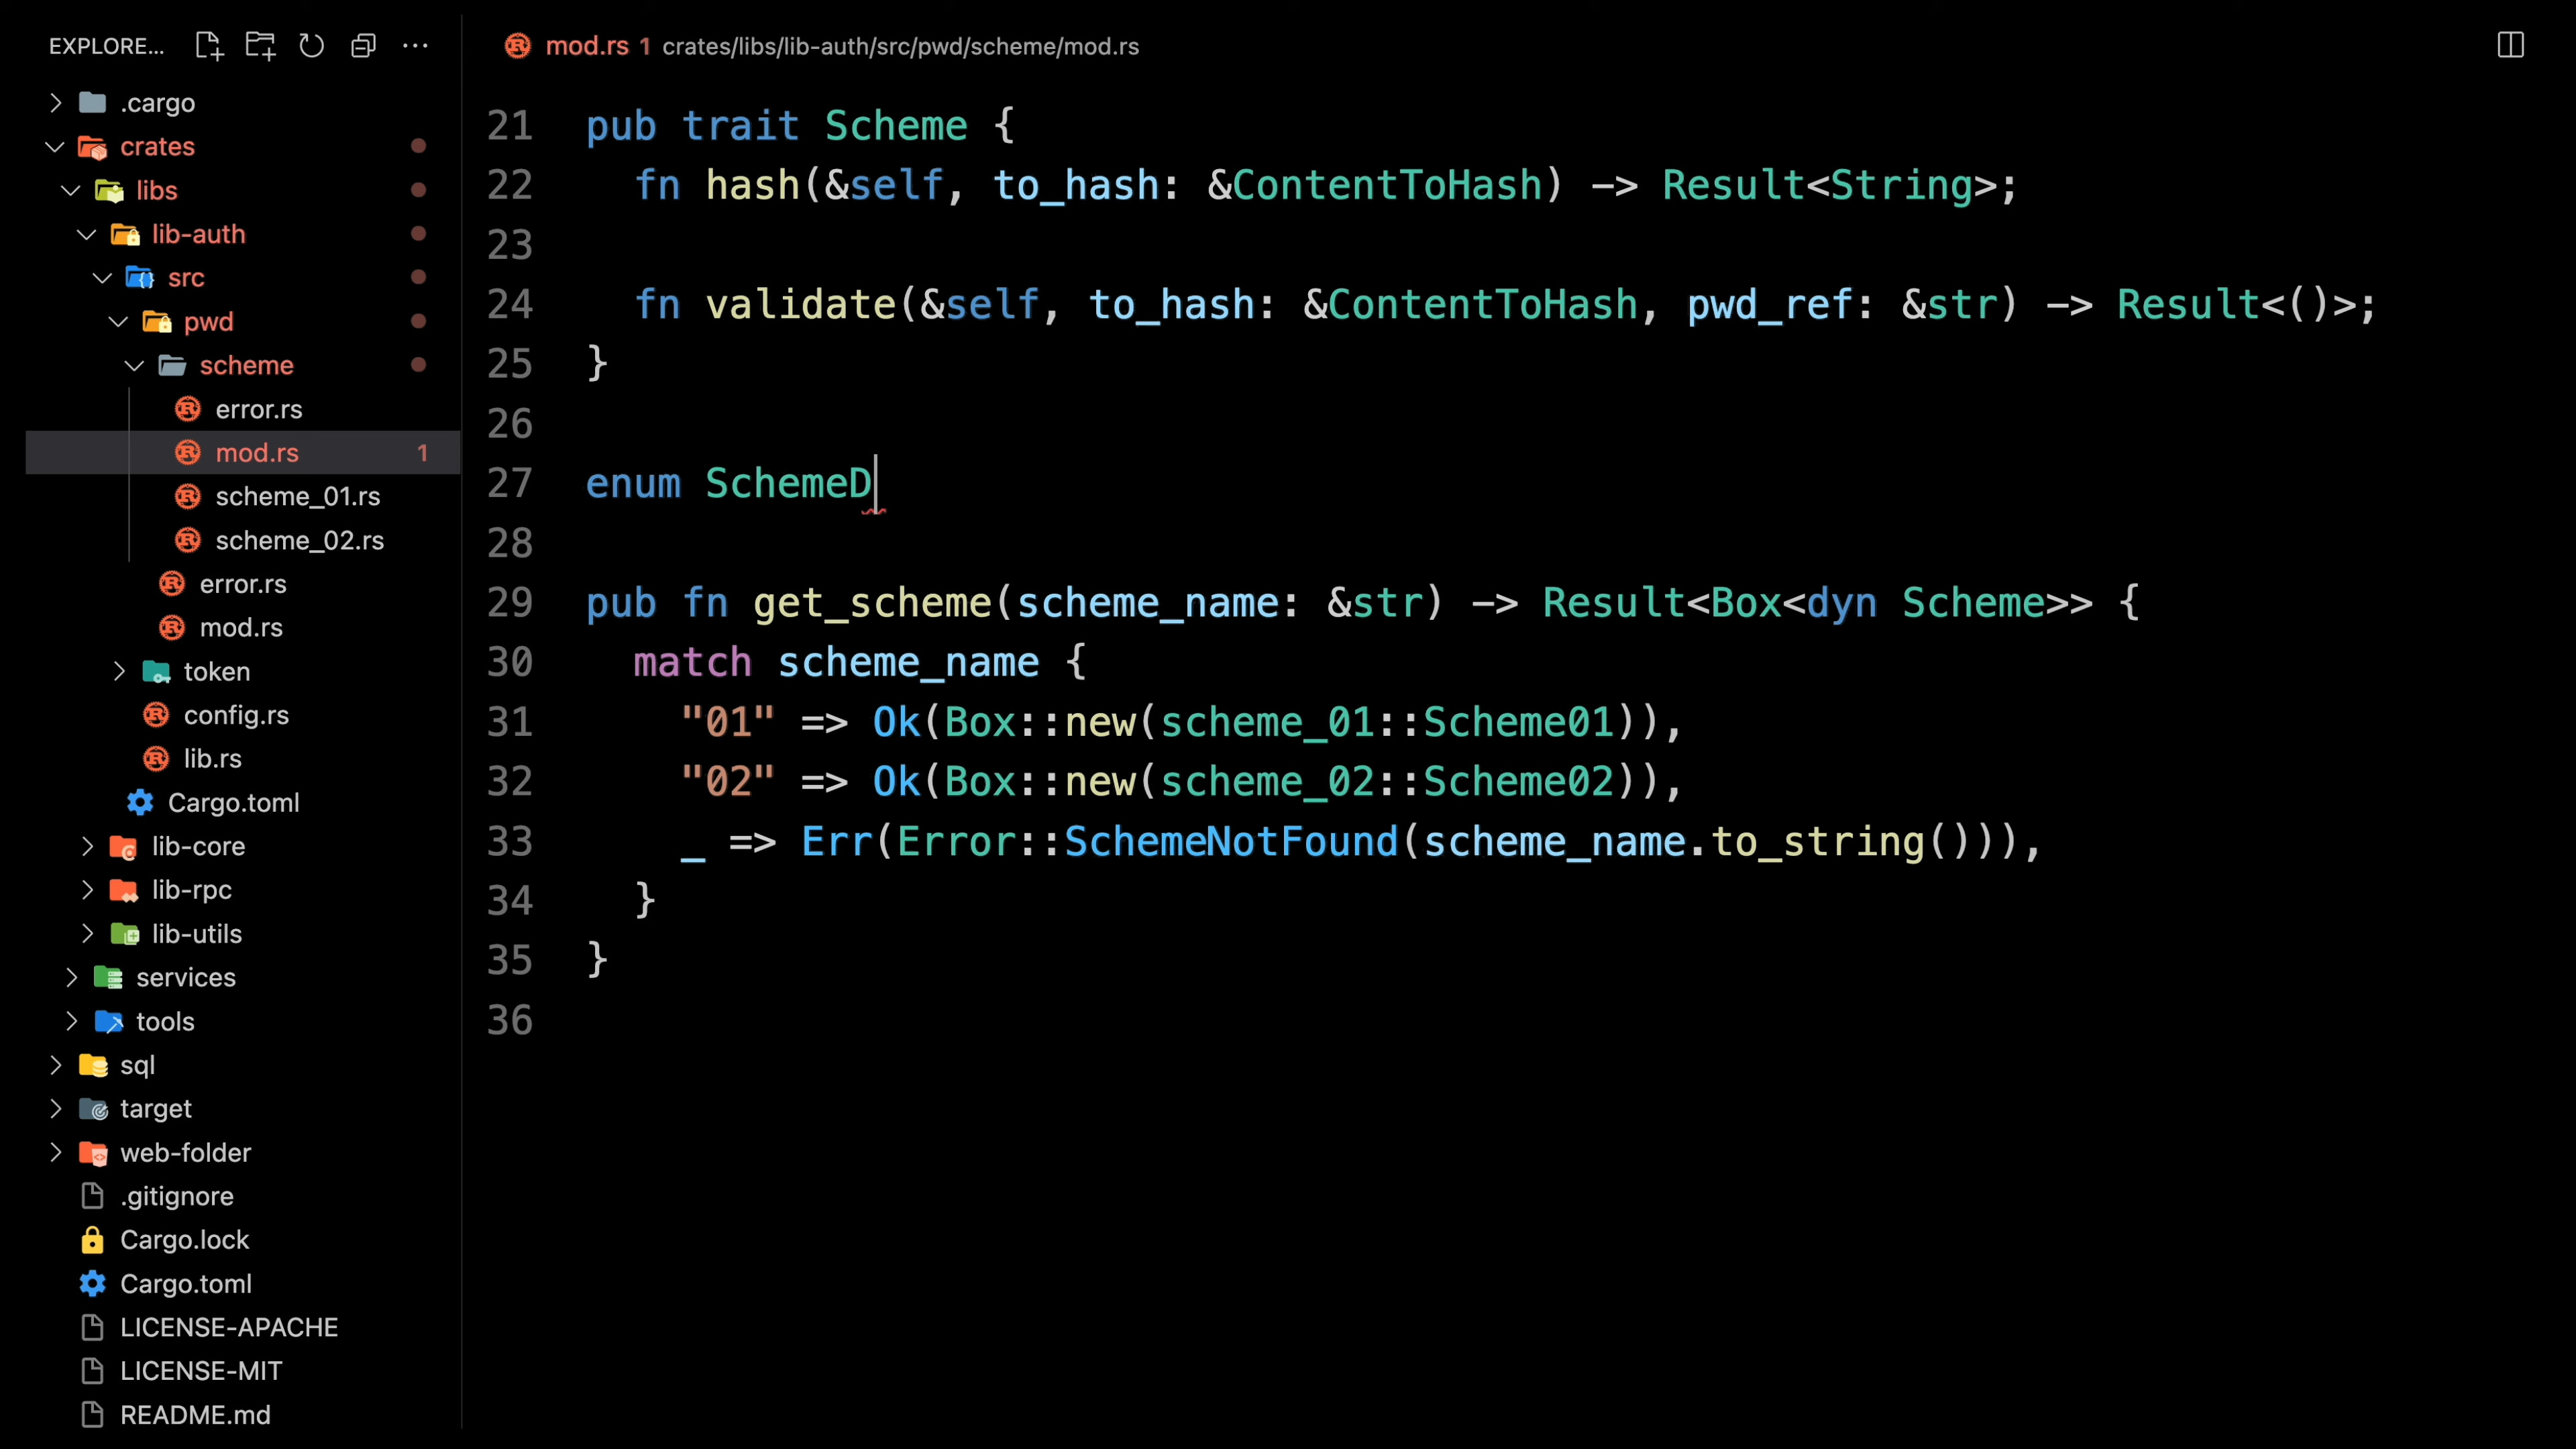 EXPLORE...
.cargo
crates
libs
lib-auth
src
pwd
scheme
error.rs
mod.rs 1
scheme_01.rs
scheme_02.rs
error.rs
mod.rs
token
config.rs
lib.rs
Cargo.toml
lib-core
lib-rpc
lib-utils
services
tools
sql
target
web-folder
.gitignore
Cargo.lock
Cargo.toml
LICENSE-APACHE
LICENSE-MIT
README.md
mod.rs 1 crates/libs/lib-auth/src/pwd/scheme/mod.rs
21 pub trait Scheme {
22 fn hash(&self, to_hash: &ContentToHash) -> Result<String>;
23
24 fn validate(&self, to_hash: &ContentToHash, pwd_ref: &str) -> Result<()>;
25 }
26
27 enum SchemeD
28
29 pub fn get_scheme(scheme_name: &str) -> Result<Box<dyn Scheme>> {
30 match scheme_name {
31 "01" => Ok(Box::new(scheme_01::Scheme01)),
32 "02" => Ok(Box::new(scheme_02::Scheme02)),
33 _ => Err(Error::SchemeNotFound(scheme_name.to_string())),
34 }
35 }
36